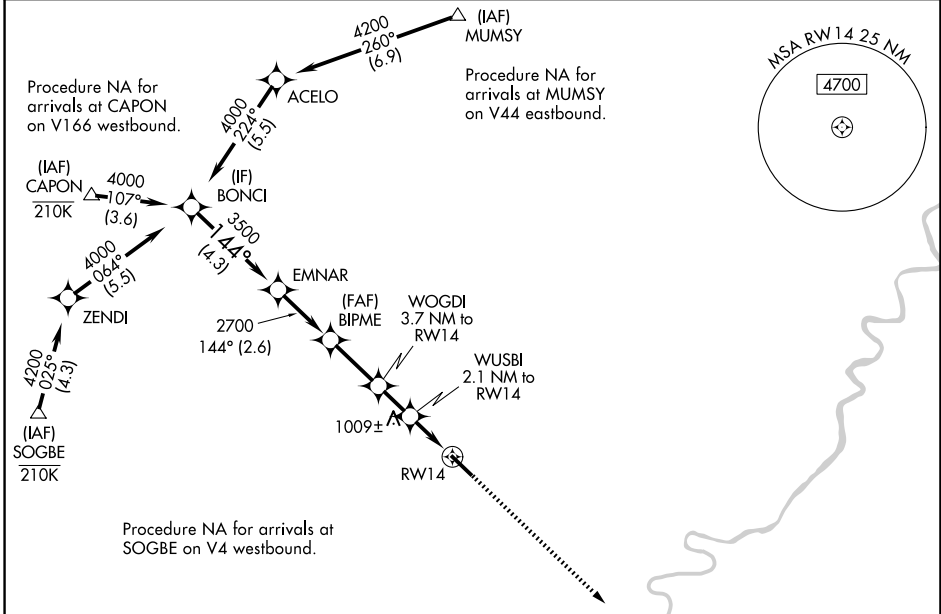 (IAF)
MUMSY
4200
260°
(6.9)
MSA RW14 25 NM
4700
Procedure NA for
arrivals at CAPON
on V166 westbound.
ACELO
Procedure NA for
arrivals at MUMSY
on V44 eastbound.
4000
224°
(5.5)
(IAF)
CAPON
210K
4000
107°
(3.6)
(IF)
BONCI
3500
144°
(4.3)
4000
064°
(5.5)
ZENDI
EMNAR
(FAF)
BIPME
WOGDI
3.7 NM to
RW14
2700
144° (2.6)
WUSBI
2.1 NM to
RW14
4200
025°
(4.3)
(IAF)
SOGBE
210K
1009±
RW14
Procedure NA for arrivals at
SOGBE on V4 westbound.